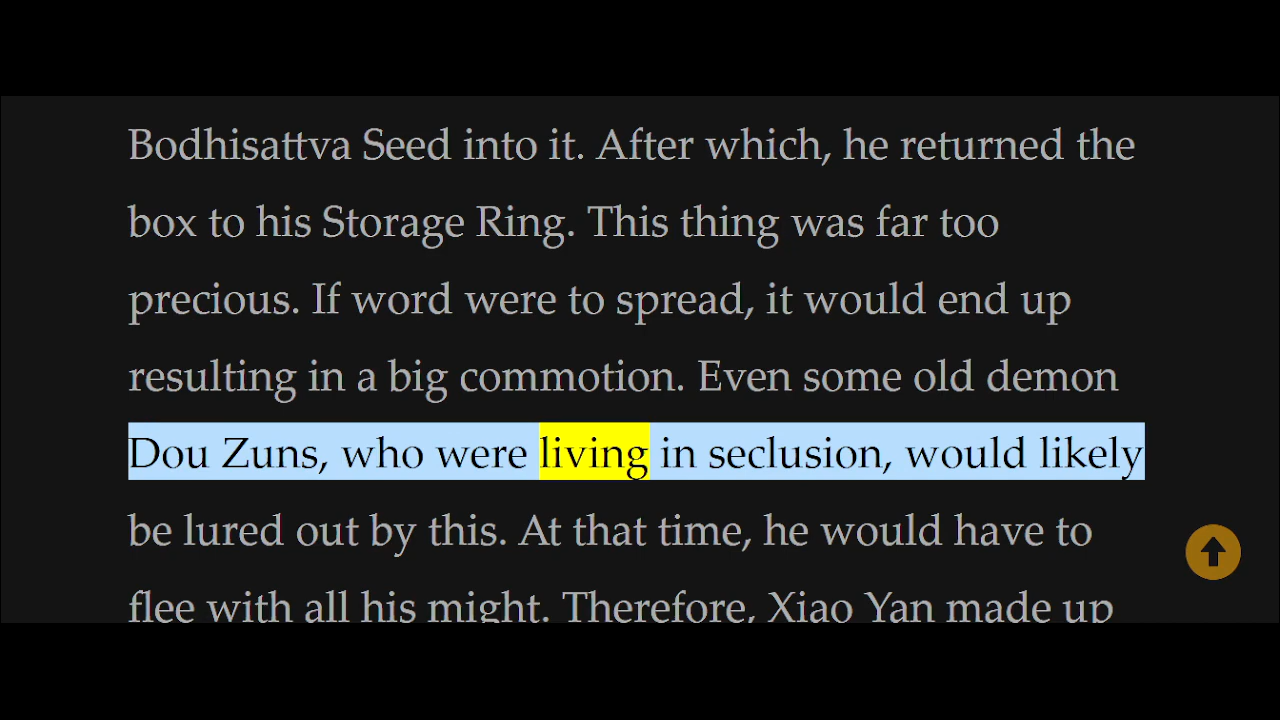 Bodhisattva Seed into it. After which, he returned the
box to his Storage Ring. This thing was far too
precious. If word were to spread, it would end up
resulting in a big commotion. Even some old demon
Dou Zuns, who were living in seclusion, would likely
be lured out by this. At that time, he would have to
flee with all his might. Therefore, Xiao Yan made up